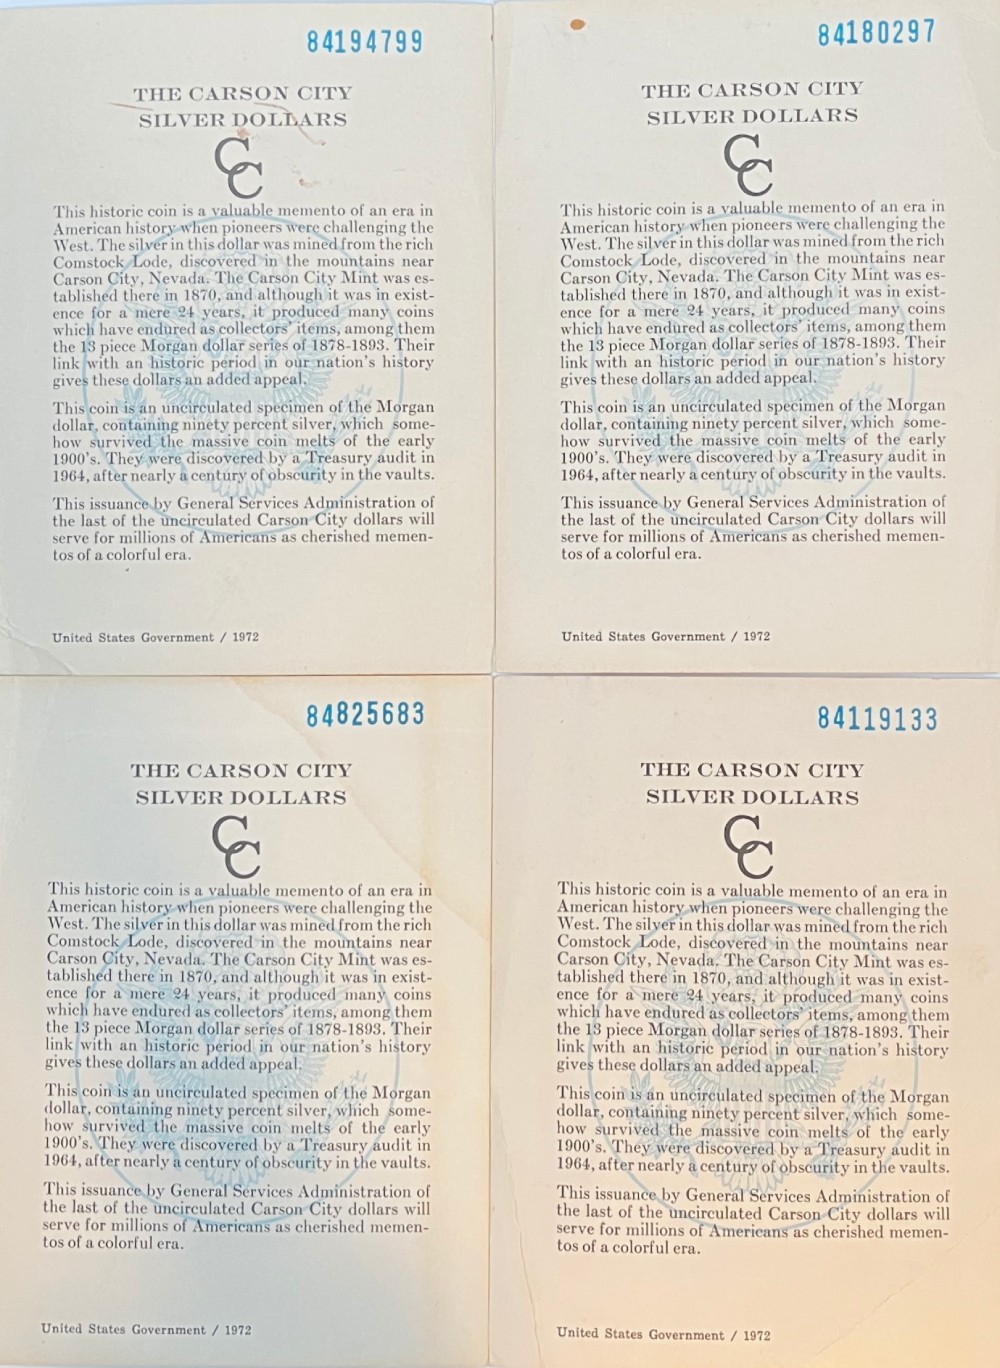 84194799
THE CARSON CITY
SILVER DOLLARS
CC
This historic coin is a valuable memento of an era in
American history when pioneers were challenging the
West. The silver in this dollar was mined from the rich
Comstock Lode, discovered in the mountains near
Carson City, Nevada. The Carson City Mint was es-
tablished there in 1870, and although it was in exist-
ence for a mere 24 years, it produced many coins
which have endured as collectors' items, among them
the 13 piece Morgan dollar series of 1878-1893. Their
link with an historic period in our nation's history
gives these dollars an added appeal.
This coin is an uncirculated specimen of the Morgan
dollar, containing ninety percent silver, which some-
how survived the massive coin melts of the early
1900's. They were discovered by a Treasury audit in
1964, after nearly a century of obscurity in the vaults.
This issuance by General Services Administration of
the last of the uncirculated Carson City dollars will
serve for millions of Americans as cherished memen-
tos of a colorful era.
United States Government / 1972
84180297
THE CARSON CITY
SILVER DOLLARS
CC
This historic coin is a valuable memento of an era in
American history when pioneers were challenging the
West. The silver in this dollar was mined from the rich
Comstock Lode, discovered in the mountains near
Carson City, Nevada. The Carson City Mint was es-
tablished there in 1870, and although it was in exist-
ence for a mere 24 years, it produced many coins
which have endured as collectors' items, among them
the 13 piece Morgan dollar series of 1878-1893. Their
link with an historic period in our nation's history
gives these dollars an added appeal.
This coin is an uncirculated specimen of the Morgan
dollar, containing ninety percent silver, which some-
how survived the massive coin melts of the early
1900's. They were discovered by a Treasury audit in
1964, after nearly a century of obscurity in the vaults.
This issuance by General Services Administration of
the last of the uncirculated Carson City dollars will
serve for millions of Americans as cherished memen-
tos of a colorful era.
United States Government / 1972
84825683
THE CARSON CITY
SILVER DOLLARS
CC
This historic coin is a valuable memento of an era in
American history when pioneers were challenging the
West. The silver in this dollar was mined from the rich
Comstock Lode, discovered in the mountains near
Carson City, Nevada. The Carson City Mint was es-
tablished there in 1870, and although it was in exist-
ence for a mere 24 years, it produced many coins
which have endured as collectors' items, among them
the 13 piece Morgan dollar series of 1878-1893. Their
link with an historic period in our nation's history
gives these dollars an added appeal.
This coin is an uncirculated specimen of the Morgan
dollar, containing ninety percent silver, which some-
how survived the massive coin melts of the early
1900's. They were discovered by a Treasury audit in
1964, after nearly a century of obscurity in the vaults.
This issuance by General Services Administration of
the last of the uncirculated Carson City dollars will
serve for millions of Americans as cherished memen-
tos of a colorful era.
United States Government / 1972
84119133
THE CARSON CITY
SILVER DOLLARS
CC
This historic coin is a valuable memento of an era in
American history when pioneers were challenging the
West. The silver in this dollar was mined from the rich
Comstock Lode, discovered in the mountains near
Carson City, Nevada. The Carson City Mint was es-
tablished there in 1870, and although it was in exist-
ence for a mere 24 years, it produced many coins
which have endured as collectors' items, among them
the 13 piece Morgan dollar series of 1878-1893. Their
link with an historic period in our nation's history
gives these dollars an added appeal.
This coin is an uncirculated specimen of the Morgan
dollar, containing ninety percent silver, which some-
how survived the massive coin melts of the early
1900's. They were discovered by a Treasury audit in
1964, after nearly a century of obscurity in the vaults.
This issuance by General Services Administration of
the last of the uncirculated Carson City dollars will
serve for millions of Americans as cherished memen-
tos of a colorful era.
United States Government / 1972